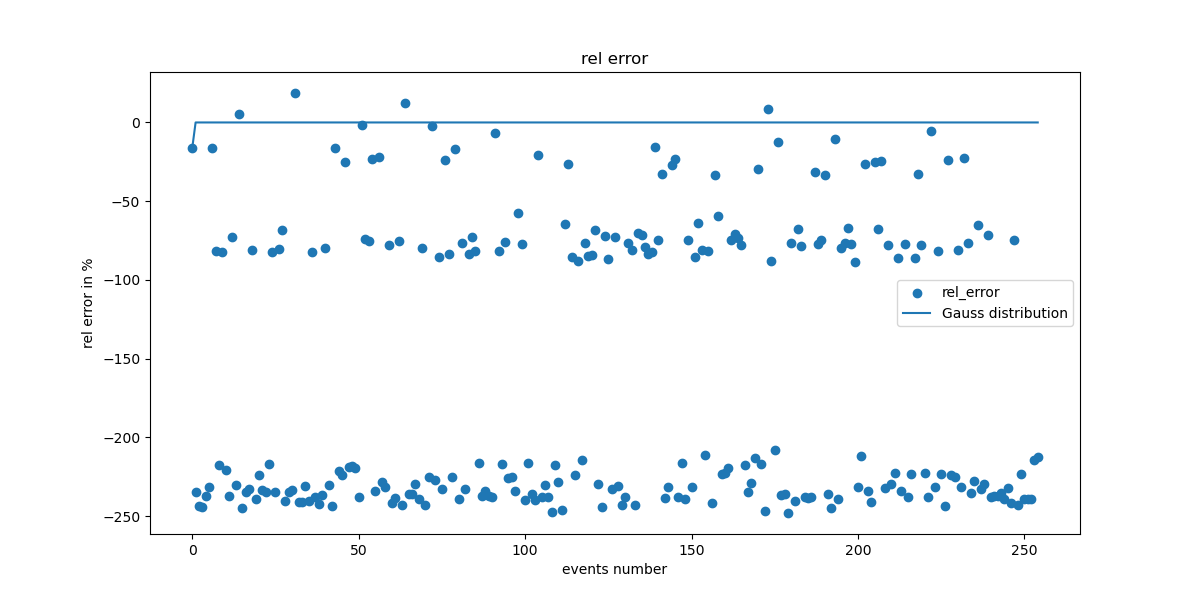 rel error
0
−50
−100
−150
−200
−250
rel error in %
rel_error
Gauss distribution
0
50
100
150
200
250
events number